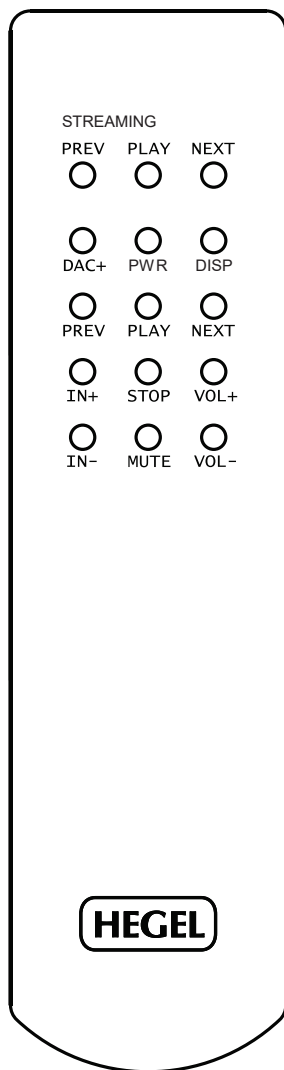 STREAMING
PREV PLAY NEXT
DAC+ PWR DISP
PREV PLAY NEXT
IN+ STOP VOL+
IN- MUTE VOL-
HEGEL